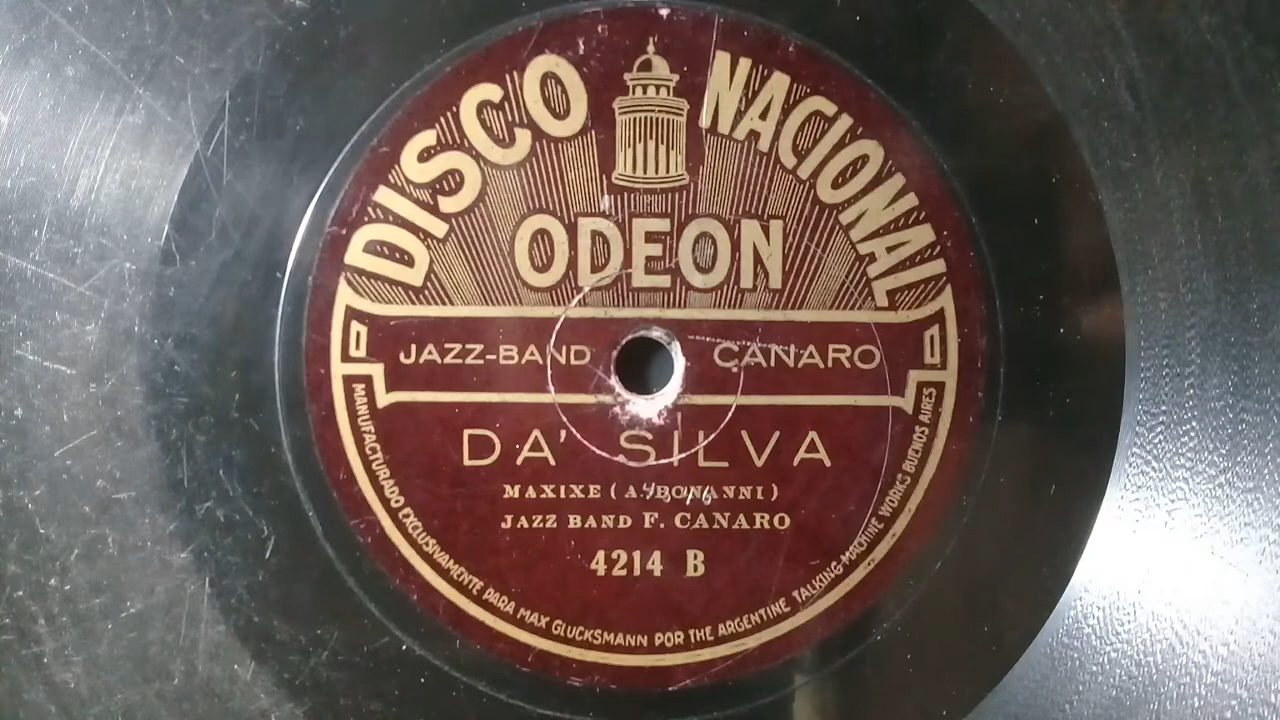 DISCO NACIONAL
ODEON
JAZZ-BAND CANARO
DA' SILVA
MAXIXE (A. BONANNI)
JAZZ BAND F. CANARO
4214 B
MANUFACTURADO EXCLUSIVAMENTE PARA MAX GLUCKSMANN POR THE ARGENTINE TALKING MACHINE WORKS BUENOS AIRES